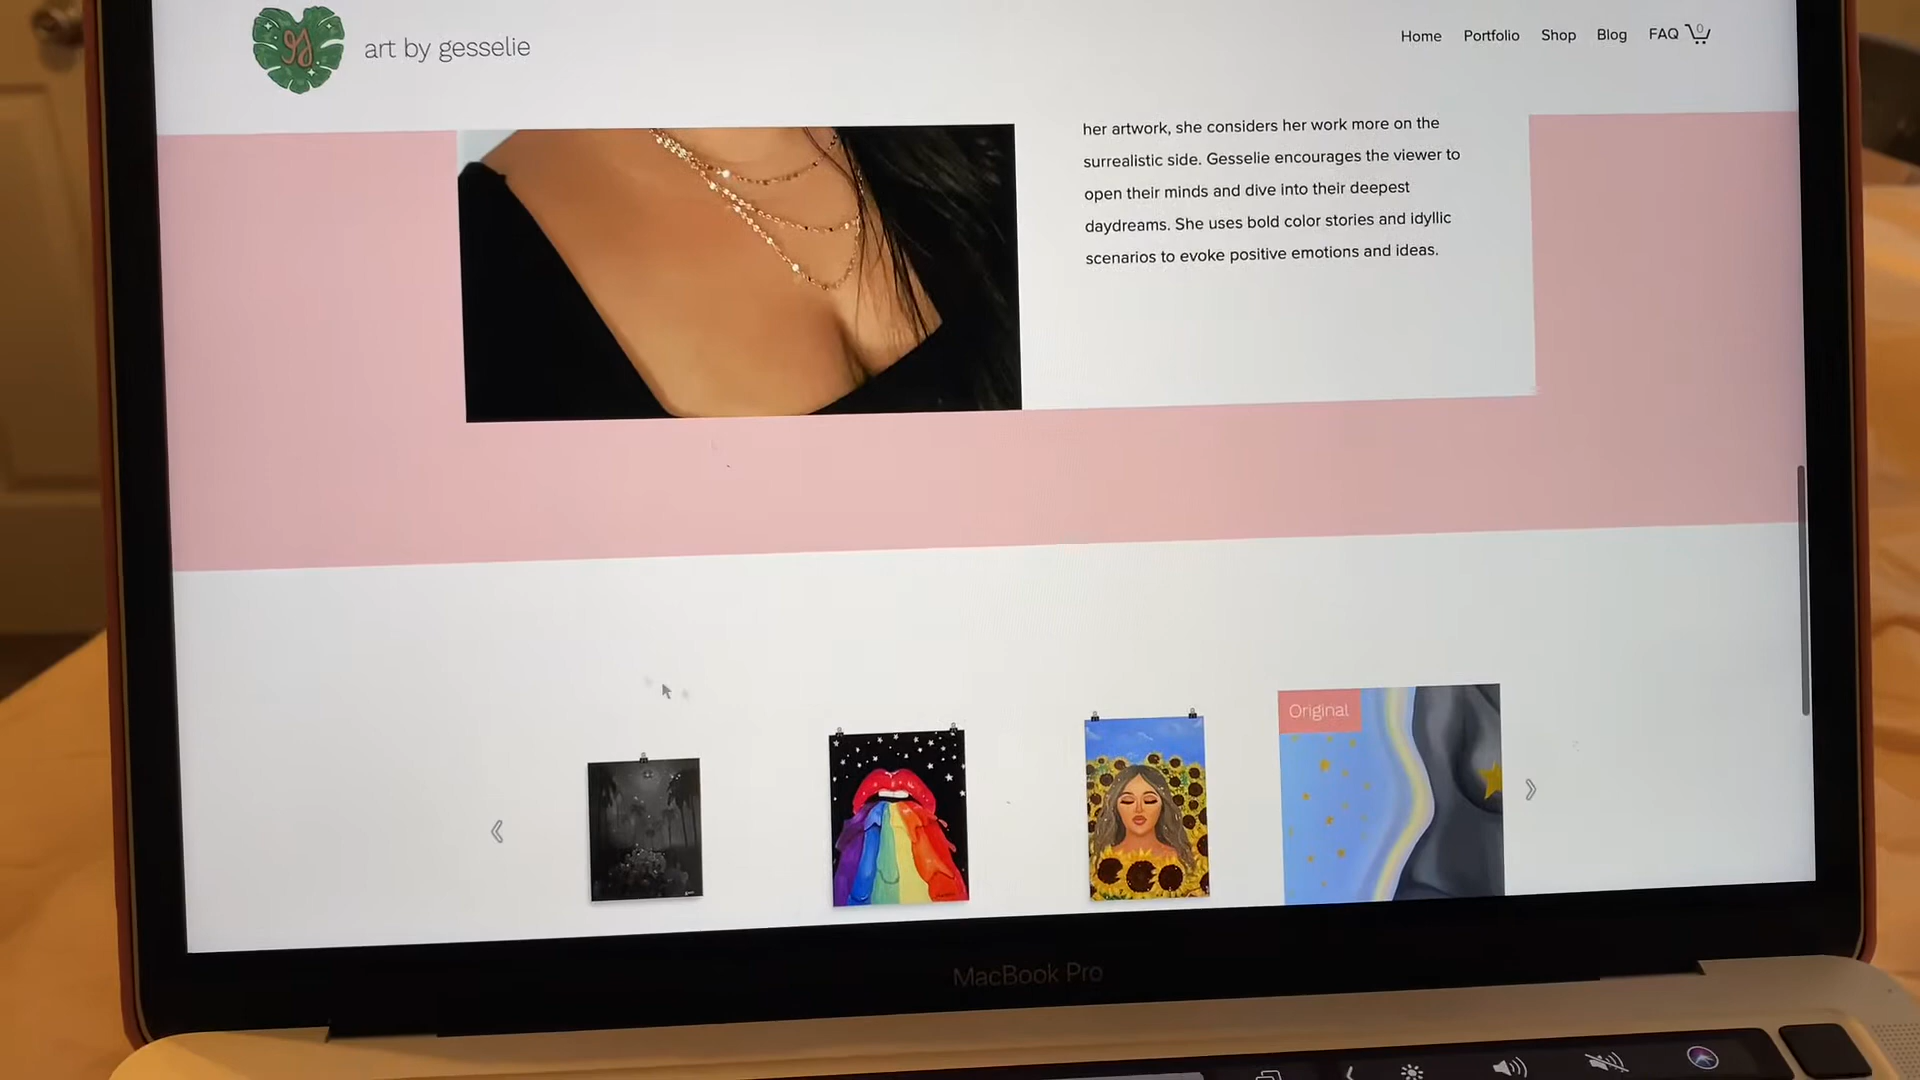 gs
art by gesselie
Home Portfolio Shop Blog FAQ 0
her artwork, she considers her work more on the
surrealistic side. Gesselie encourages the viewer to
open their minds and dive into their deepest
daydreams. She uses bold color stories and idyllic
scenarios to evoke positive emotions and ideas.
Original
MacBook Pro